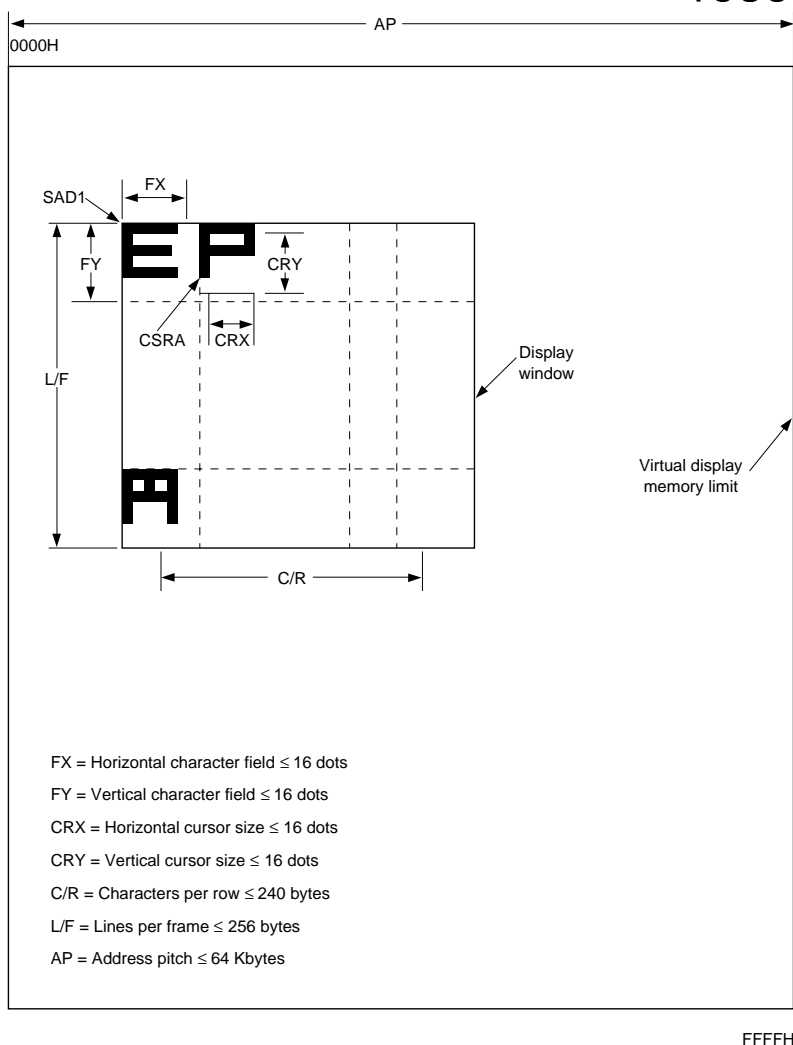 AP
0000H
FX
SAD1
FY
CRY
CSRA
CRX
L/F
Display
window
Virtual display
memory limit
C/R
FX = Horizontal character field ≤ 16 dots
FY = Vertical character field ≤ 16 dots
CRX = Horizontal cursor size ≤ 16 dots
CRY = Vertical cursor size ≤ 16 dots
C/R = Characters per row ≤ 240 bytes
L/F = Lines per frame ≤ 256 bytes
AP = Address pitch ≤ 64 Kbytes
FFFFH